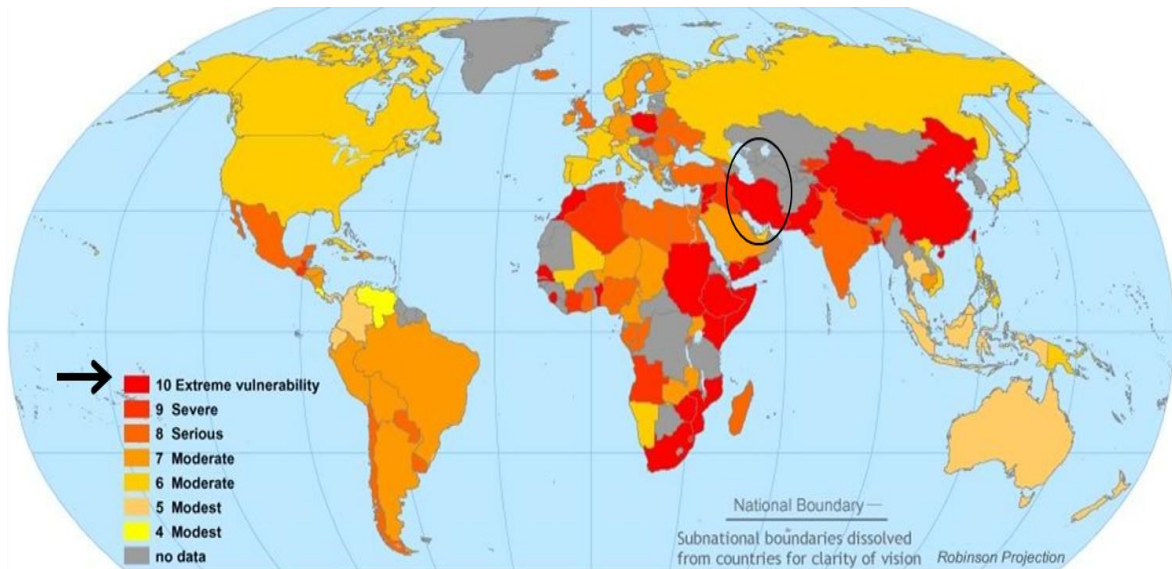 10 Extreme vulnerability
9 Severe
8 Serious
7 Moderate
6 Moderate
5 Modest
4 Modest
no data
National Boundary —
Subnational boundaries dissolved
from countries for clarity of vision
Robinson Projection